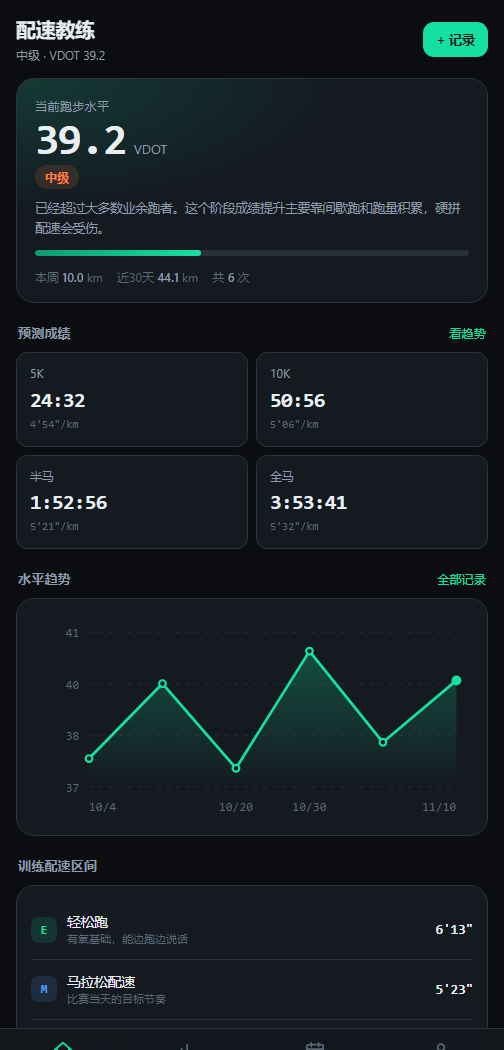 配速教练
中级 · VDOT 39.2
+ 记录
当前跑步水平
39.2 VDOT
中级
已经超过大多数业余跑者。这个阶段成绩提升主要靠间歇跑和跑量积累，硬拼
配速会受伤。
本周 10.0 km 近30天 44.1 km 共 6 次
预测成绩 看趋势
5K
24:32
4'54"/km
10K
50:56
5'06"/km
半马
1:52:56
5'21"/km
全马
3:53:41
5'32"/km
水平趋势 全部记录
41
40
38
37
10/4 10/20 10/30 11/10
训练配速区间
E 轻松跑 6'13"
有氧基础，能边跑边说话
M 马拉松配速 5'23"
比赛当天的目标节奏